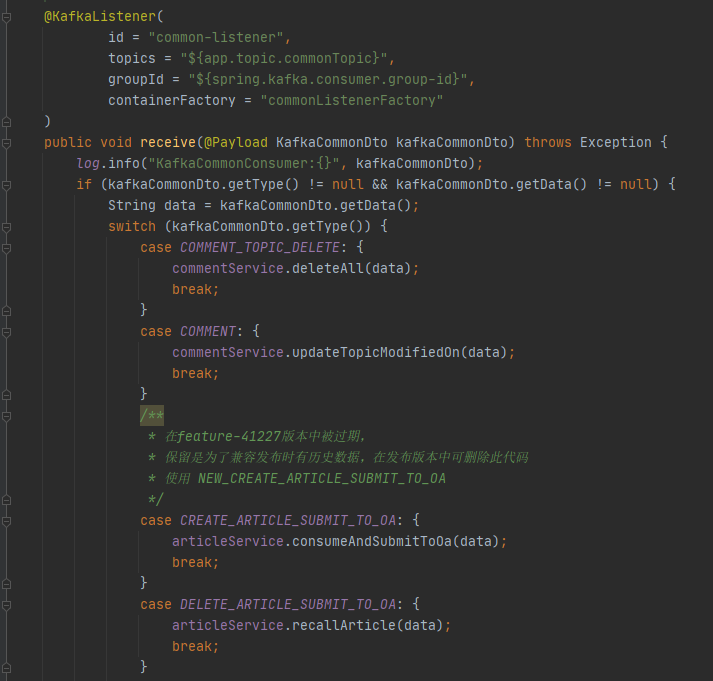 @KafkaListener(
id = "common-listener",
topics = "${app.topic.commonTopic}",
groupId = "${spring.kafka.consumer.group-id}",
containerFactory = "commonListenerFactory"
)
public void receive(@Payload KafkaCommonDto kafkaCommonDto) throws Exception {
log.info("KafkaCommonConsumer:{}", kafkaCommonDto);
if (kafkaCommonDto.getType() != null && kafkaCommonDto.getData() != null) {
String data = kafkaCommonDto.getData();
switch (kafkaCommonDto.getType()) {
case COMMENT_TOPIC_DELETE: {
commentService.deleteAll(data);
break;
}
case COMMENT: {
commentService.updateTopicModifiedOn(data);
break;
}
/**
* 在feature-41227版本中被过期,
* 保留是为了兼容发布时有历史数据, 在发布版本中可删除此代码
* 使用 NEW_CREATE_ARTICLE_SUBMIT_TO_OA
*/
case CREATE_ARTICLE_SUBMIT_TO_OA: {
articleService.consumeAndSubmitToOa(data);
break;
}
case DELETE_ARTICLE_SUBMIT_TO_OA: {
articleService.recallArticle(data);
break;
}